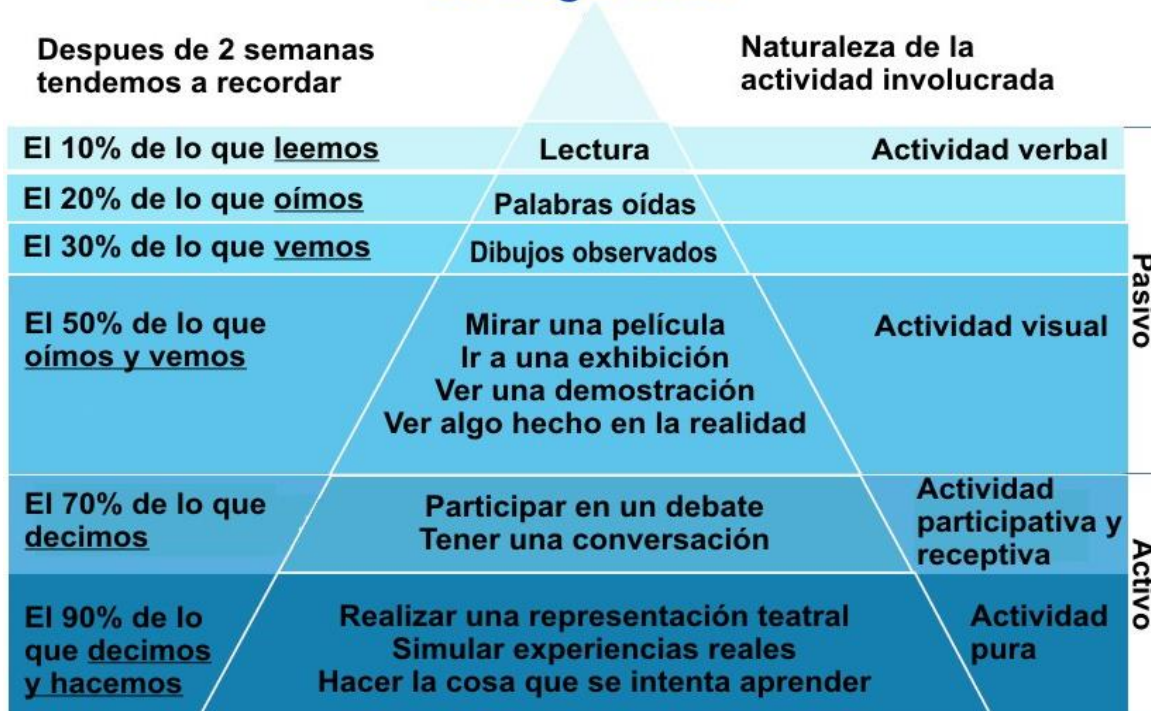 Despues de 2 semanas
tendemos a recordar
Naturaleza de la
actividad involucrada
El 10% de lo que leemos
Lectura
Actividad verbal
El 20% de lo que oímos
Palabras oídas
El 30% de lo que vemos
Dibujos observados
El 50% de lo que
oímos y vemos
Mirar una película
Ir a una exhibición
Ver una demostración
Ver algo hecho en la realidad
Actividad visual
Pasivo
El 70% de lo que
decimos
Participar en un debate
Tener una conversación
Actividad
participativa y
receptiva
El 90% de lo
que decimos
y hacemos
Realizar una representación teatral
Simular experiencias reales
Hacer la cosa que se intenta aprender
Actividad
pura
Activo